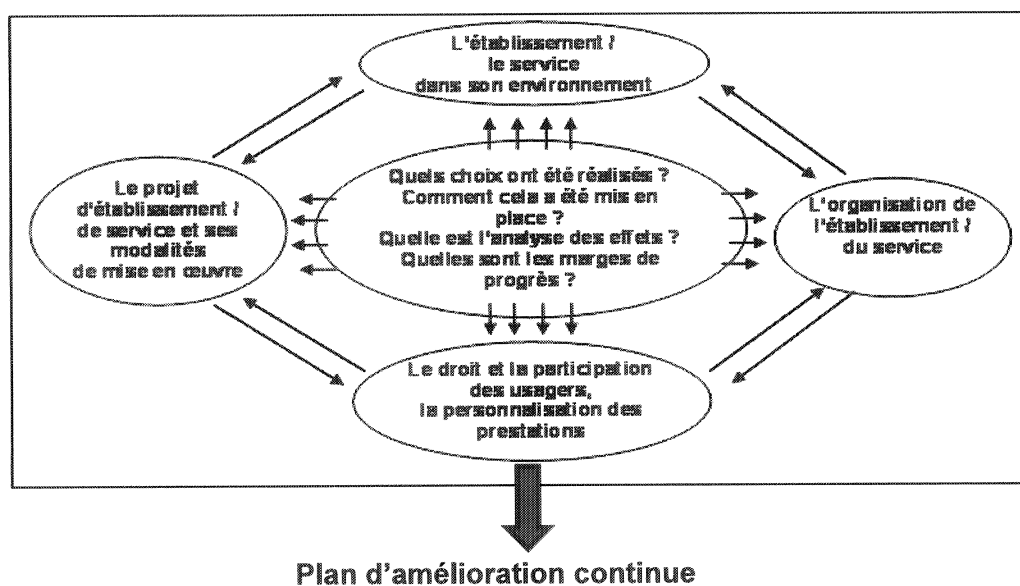 L'établissement /
le service
dans son environnement
Quels choix ont été réalisés ?
Comment cela a été mis en
place ?
Quelle est l'analyse des effets ?
Quelles sont les marges de
progrès ?
Le projet
d'établissement /
de service et ses
modalités
de mise en œuvre
L'organisation de
l'établissement /
du service
Le droit et la participation
des usagers,
la personnalisation des
prestations
Plan d'amélioration continue